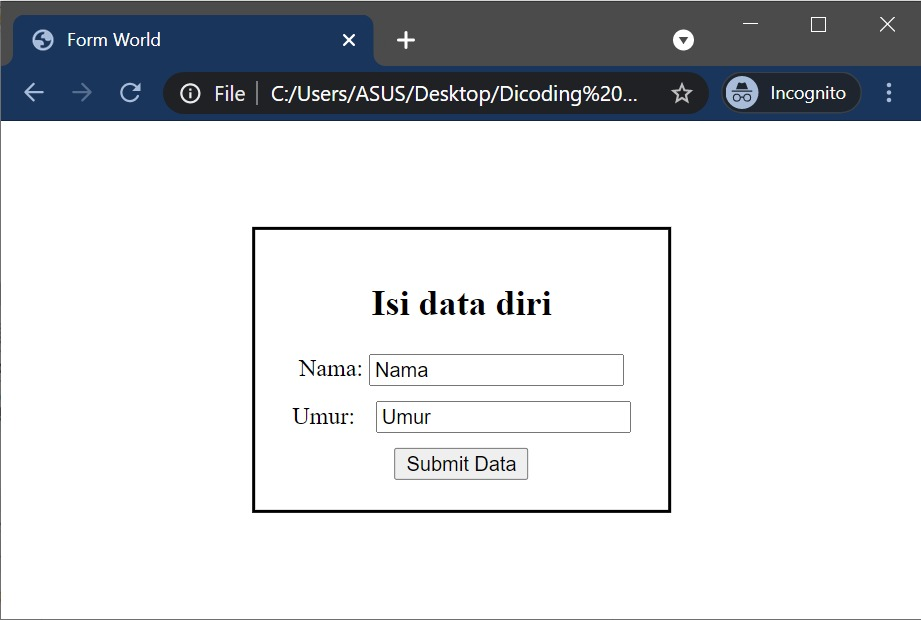 Form World
File C:/Users/ASUS/Desktop/Dicoding%20... Incognito
Isi data diri
Nama: Nama
Umur: Umur
Submit Data